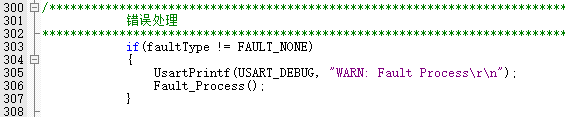 300 /******************************************************************
301 错误处理
302 *******************************************************************
303 if(faultType != FAULT_NONE)
304 {
305 UsartPrintf(USART_DEBUG, "WARN: Fault Process\r\n");
306 Fault_Process();
307 }
308